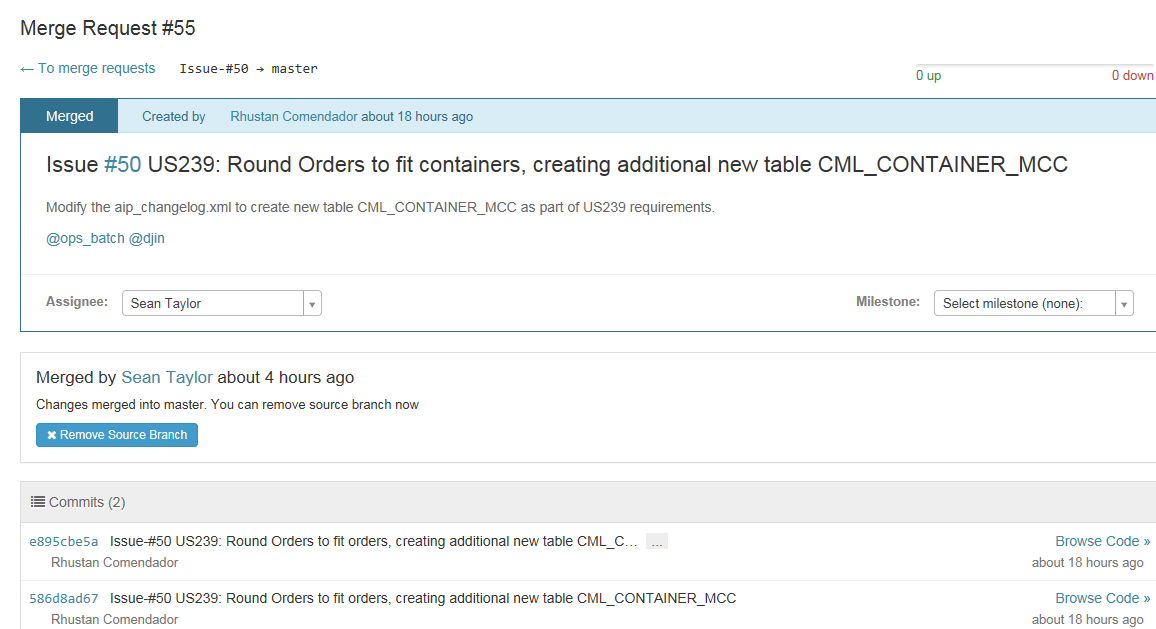 Merge Request #55
← To merge requests Issue-#50 → master
0 up 0 down
Merged Created by Rhustan Comendador about 18 hours ago
Issue #50 US239: Round Orders to fit containers, creating additional new table CML_CONTAINER_MCC
Modify the aip_changelog.xml to create new table CML_CONTAINER_MCC as part of US239 requirements.
@ops_batch @djin
Assignee: Sean Taylor Milestone: Select milestone (none):
Merged by Sean Taylor about 4 hours ago
Changes merged into master. You can remove source branch now
✖ Remove Source Branch
Commits (2)
e895cbe5a Issue-#50 US239: Round Orders to fit orders, creating additional new table CML_C… ... Browse Code »
Rhustan Comendador about 18 hours ago
586d8ad67 Issue-#50 US239: Round Orders to fit orders, creating additional new table CML_CONTAINER_MCC Browse Code »
Rhustan Comendador about 18 hours ago